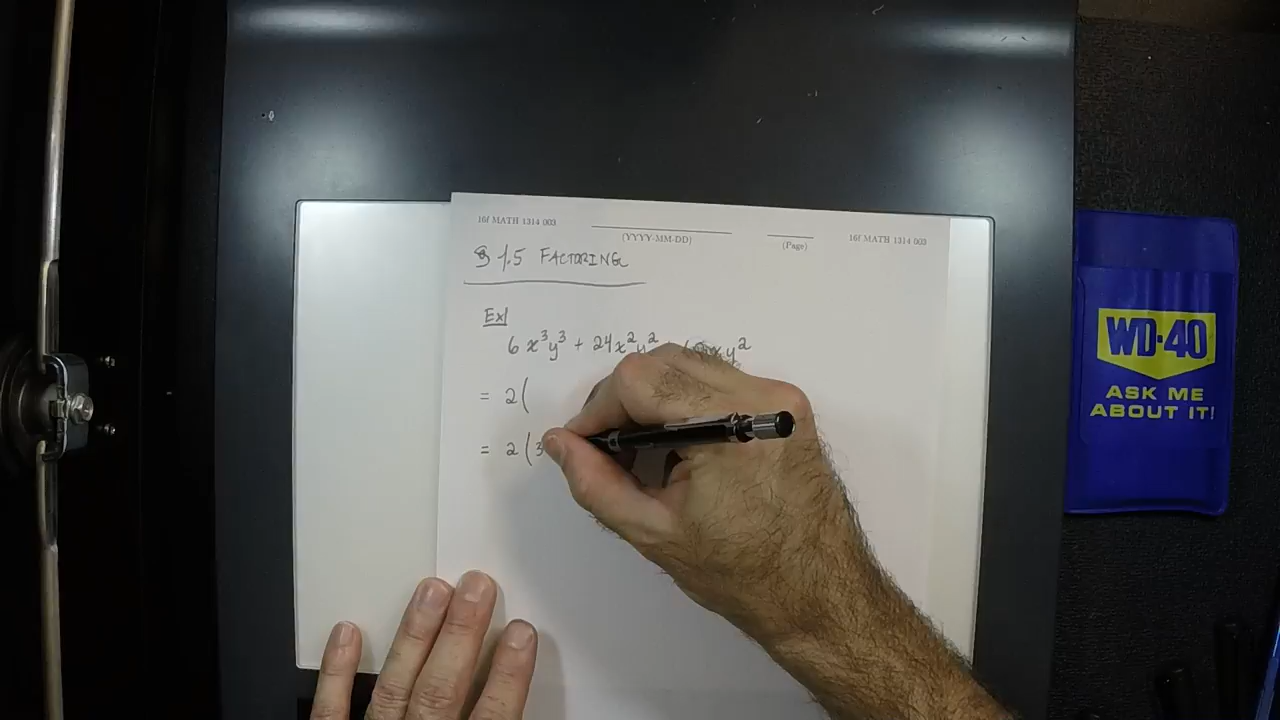 16f MATH 1314 003 (YYYY-MM-DD) (Page) 16f MATH 1314 003
§ 1.5 FACTORING
Ex1
6x³y³ + 24x²y² xy²
= 2(
= 2(3
WD-40
ASK ME
ABOUT IT!